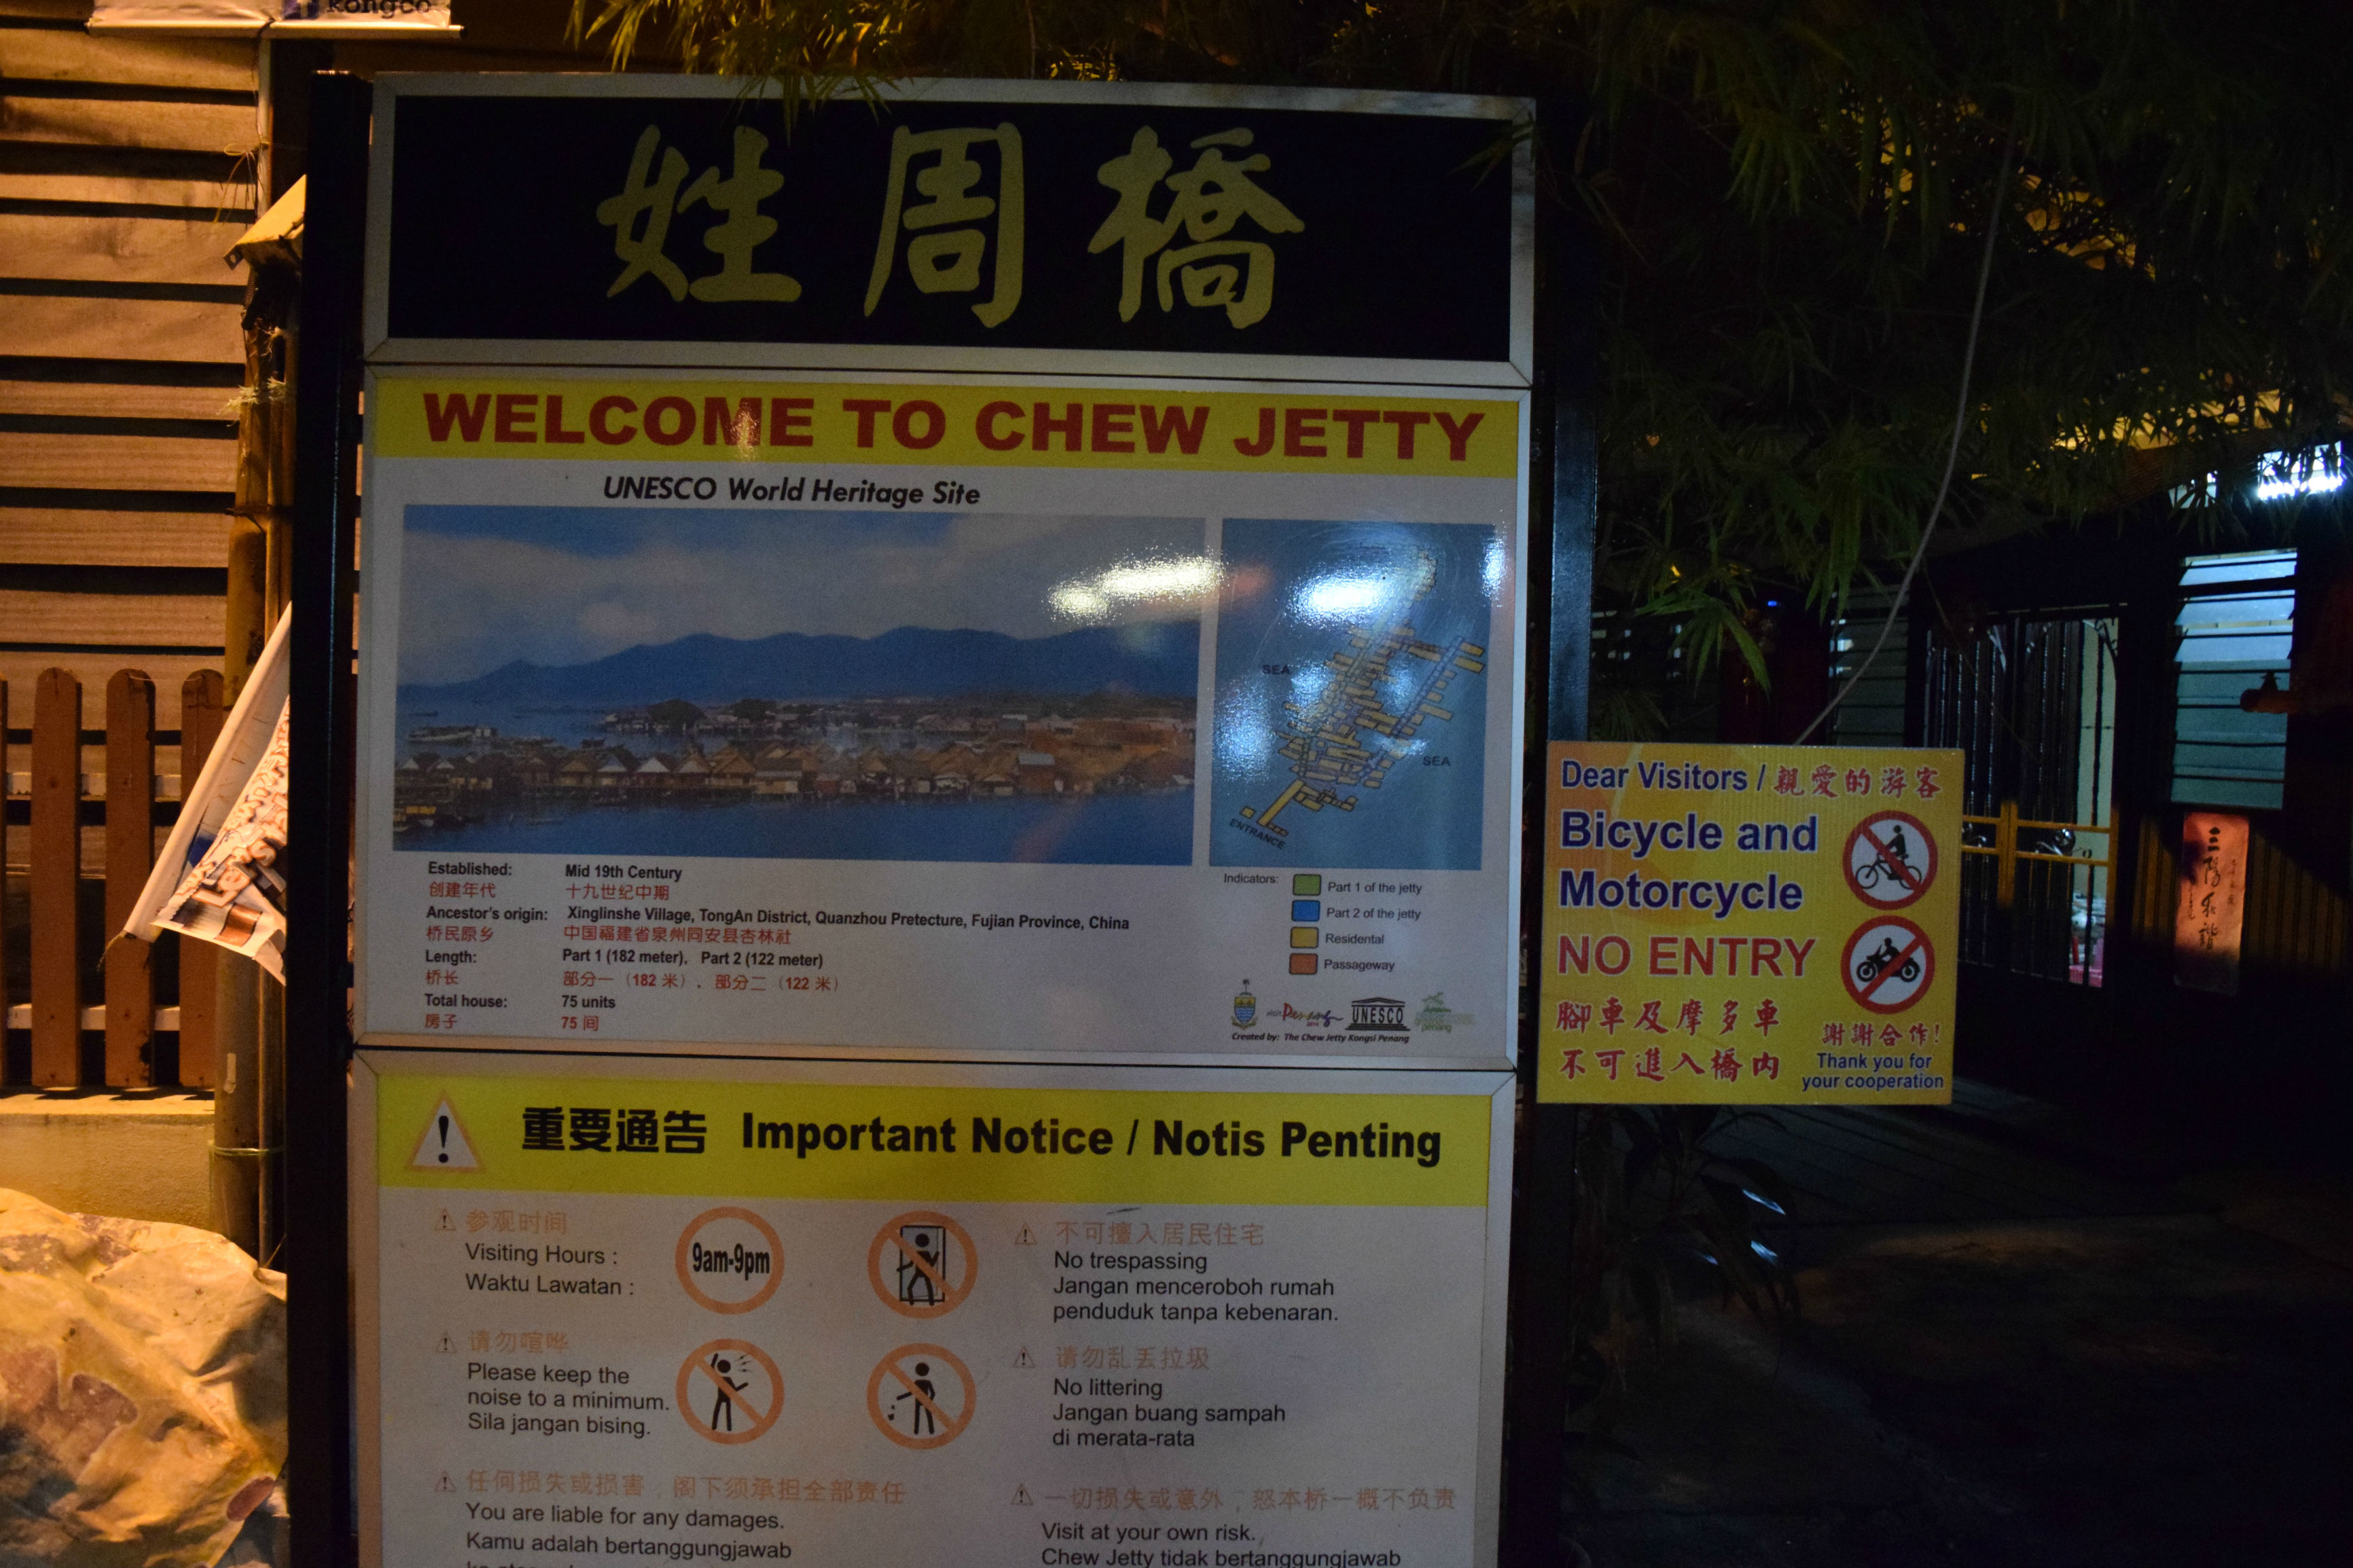 kongco
姓周橋
WELCOME TO CHEW JETTY
UNESCO World Heritage Site
SEA
SEA
ENTRANCE
Established: Mid 19th Century
创建年代 十九世纪中期
Ancestor's origin: Xinglinshe Village, TongAn District, Quanzhou Pretecture, Fujian Province, China
桥民原乡 中国福建省泉州同安县杏林社
Length: Part 1 (182 meter), Part 2 (122 meter)
桥长 部分一（182 米）、部分二（122 米）
Total house: 75 units
房子 75 间
Indicators:
Part 1 of the jetty
Part 2 of the jetty
Residental
Passageway
visit Penang
UNESCO
penang
Created by: The Chew Jetty Kongsi Penang
Dear Visitors / 親愛的游客
Bicycle and
Motorcycle
NO ENTRY
腳車及摩多車
不可進入橋内
謝謝合作!
Thank you for
your cooperation
重要通告 Important Notice / Notis Penting
参观时间
Visiting Hours :
Waktu Lawatan :
9am-9pm
不可擅入居民住宅
No trespassing
Jangan menceroboh rumah
penduduk tanpa kebenaran.
请勿喧哗
Please keep the
noise to a minimum.
Sila jangan bising.
请勿乱丢垃圾
No littering
Jangan buang sampah
di merata-rata
任何损失或损害，阁下须承担全部责任
You are liable for any damages.
Kamu adalah bertanggungjawab
一切损失或意外，恕本桥一概不负责
Visit at your own risk.
Chew Jetty tidak bertanggungjawab